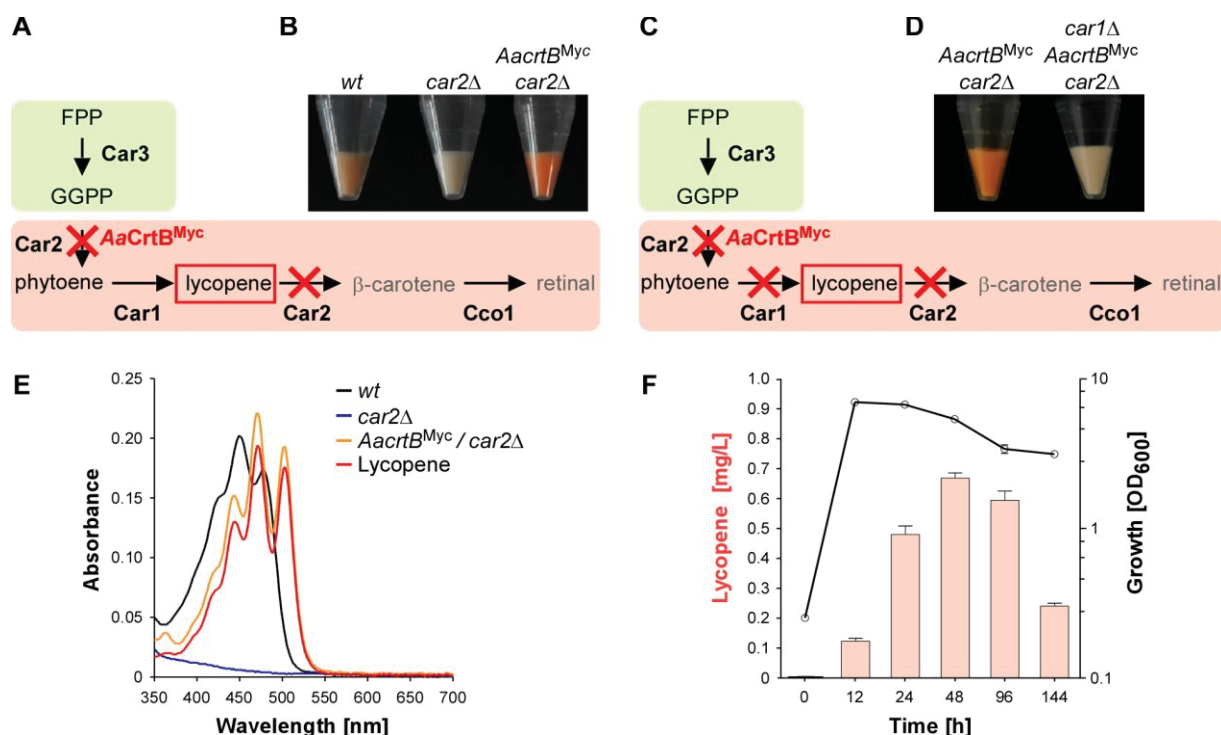 A
FPP
Car3
GGPP
Car2
AaCrtB^Myc
phytoene
lycopene
β-carotene
retinal
Car1
Car2
Cco1
B
wt
car2Δ
AacrtB^Myc
car2Δ
C
FPP
Car3
GGPP
Car2
AaCrtB^Myc
phytoene
lycopene
β-carotene
retinal
Car1
Car2
Cco1
D
AacrtB^Myc
car2Δ
car1Δ
AacrtB^Myc
car2Δ
E
Absorbance
0.25
0.20
0.15
0.10
0.05
0
350 400 450 500 550 600 650 700
Wavelength [nm]
wt
car2Δ
AacrtB^Myc / car2Δ
Lycopene
F
Lycopene [mg/L]
1.0
0.9
0.8
0.7
0.6
0.5
0.4
0.3
0.2
0.1
0
0 12 24 48 96 144
Time [h]
10
1
0.1
Growth [OD600]